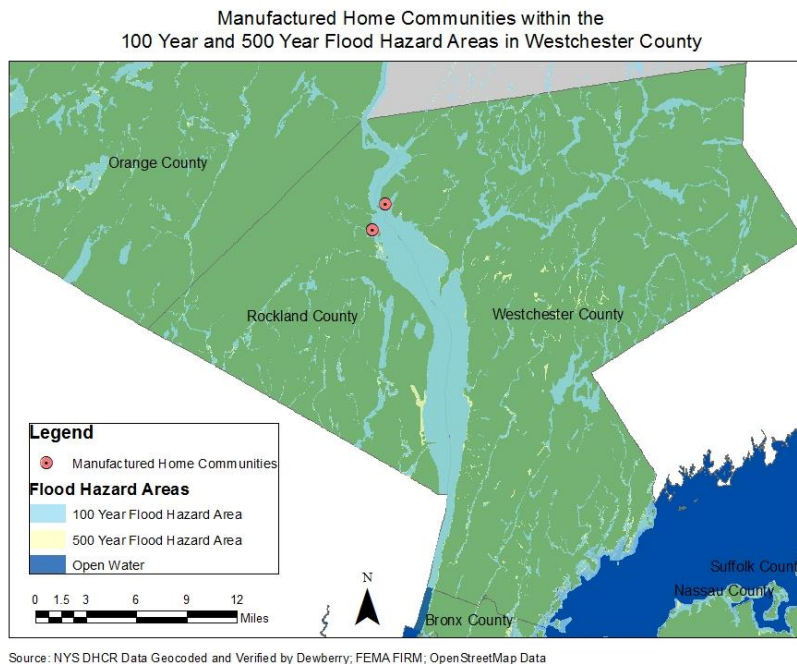 Manufactured Home Communities within the
100 Year and 500 Year Flood Hazard Areas in Westchester County
Orange County
Rockland County
Westchester County
Legend
Manufactured Home Communities
Flood Hazard Areas
100 Year Flood Hazard Area
500 Year Flood Hazard Area
Open Water
0 1.5 3 6 9 12
Miles
N
Bronx County
Suffolk Count
Nassau County
Source: NYS DHCR Data Geocoded and Verified by Dewberry; FEMA FIRM; OpenStreetMap Data